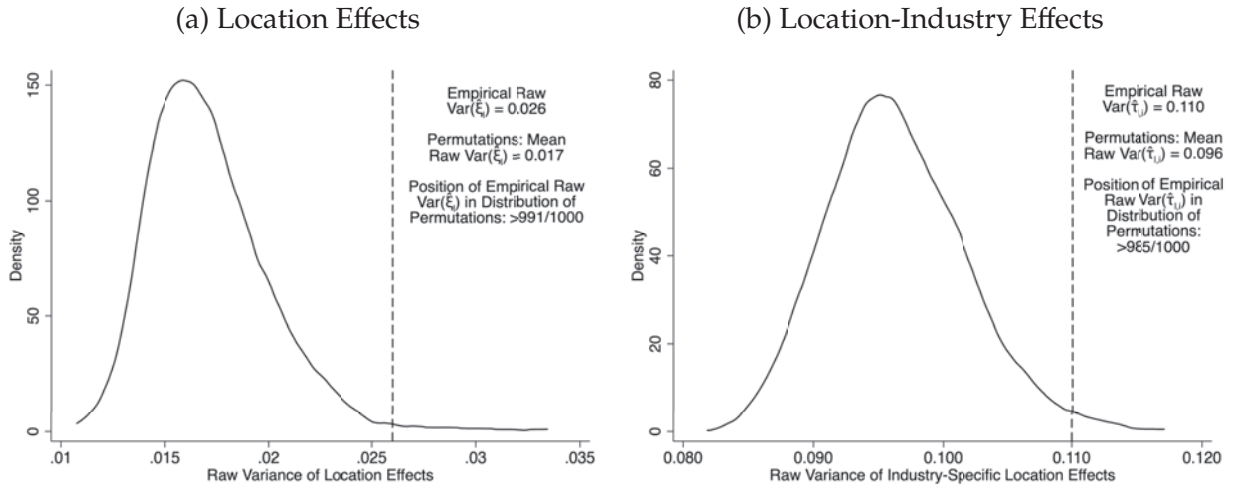 (a) Location Effects
150
100
50
0
Density
.01 .015 .02 .025 .03 .035
Raw Variance of Location Effects
Empirical Raw
Var(ξ̂ₗ) = 0.026
Permutations: Mean
Raw Var(ξ̂ₗ) = 0.017
Position of Empirical Raw
Var(ξ̂ₗ) in Distribution of
Permutations: >991/1000
(b) Location-Industry Effects
80
60
40
20
0
Density
0.080 0.090 0.100 0.110 0.120
Raw Variance of Industry-Specific Location Effects
Empirical Raw
Var(τ̂ₗ,ᵢ) = 0.110
Permutations: Mean
Raw Var(τ̂ₗ,ᵢ) = 0.096
Position of Empirical
Raw Var(τ̂ₗ,ᵢ) in
Distribution of
Permutations:
>985/1000